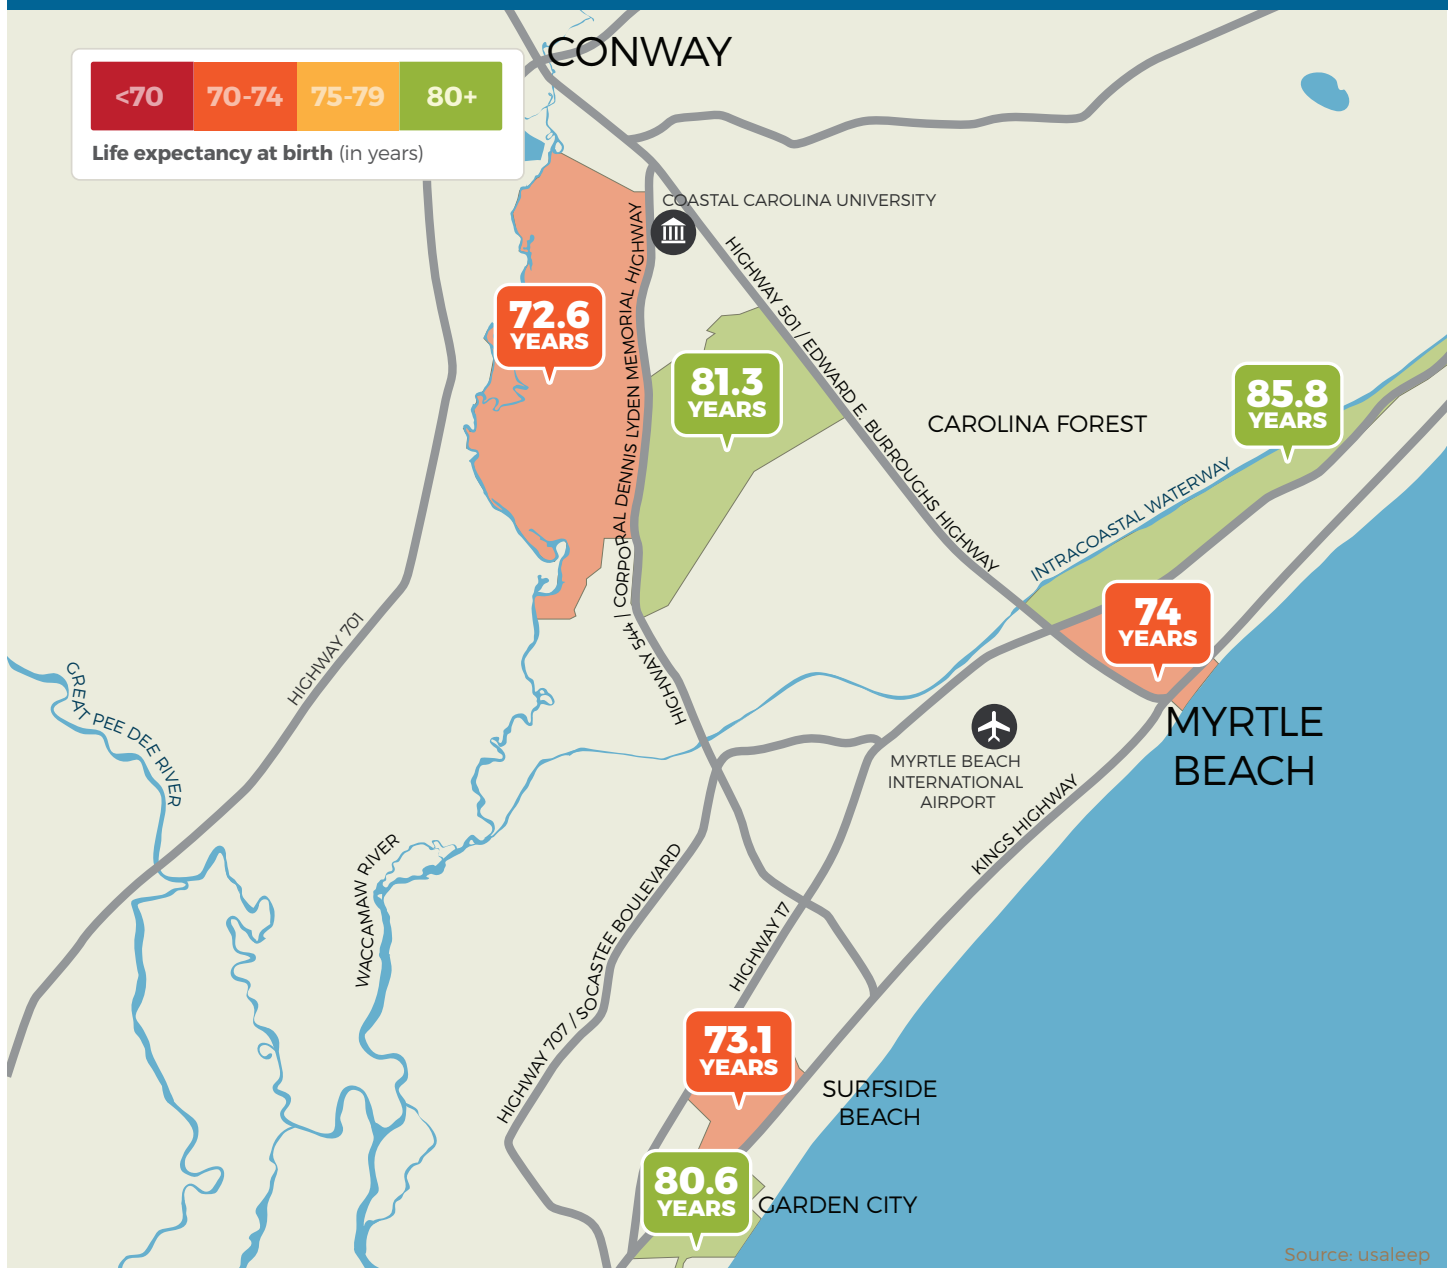 CONWAY
<70 70-74 75-79 80+
Life expectancy at birth (in years)
COASTAL CAROLINA UNIVERSITY
HIGHWAY 501 / EDWARD E. BURROUGHS HIGHWAY
72.6
YEARS
HIGHWAY 544 | CORPORAL DENNIS LYDEN MEMORIAL HIGHWAY
81.3
YEARS
85.8
YEARS
CAROLINA FOREST
INTRACOASTAL WATERWAY
74
YEARS
HIGHWAY 701
GREAT PEE DEE RIVER
MYRTLE
BEACH
MYRTLE BEACH
INTERNATIONAL
AIRPORT
KINGS HIGHWAY
WACCAMAW RIVER
HIGHWAY 707 / SOCASTEE BOULEVARD
HIGHWAY 17
73.1
YEARS
SURFSIDE
BEACH
80.6
YEARS
GARDEN CITY
Source: usaleep